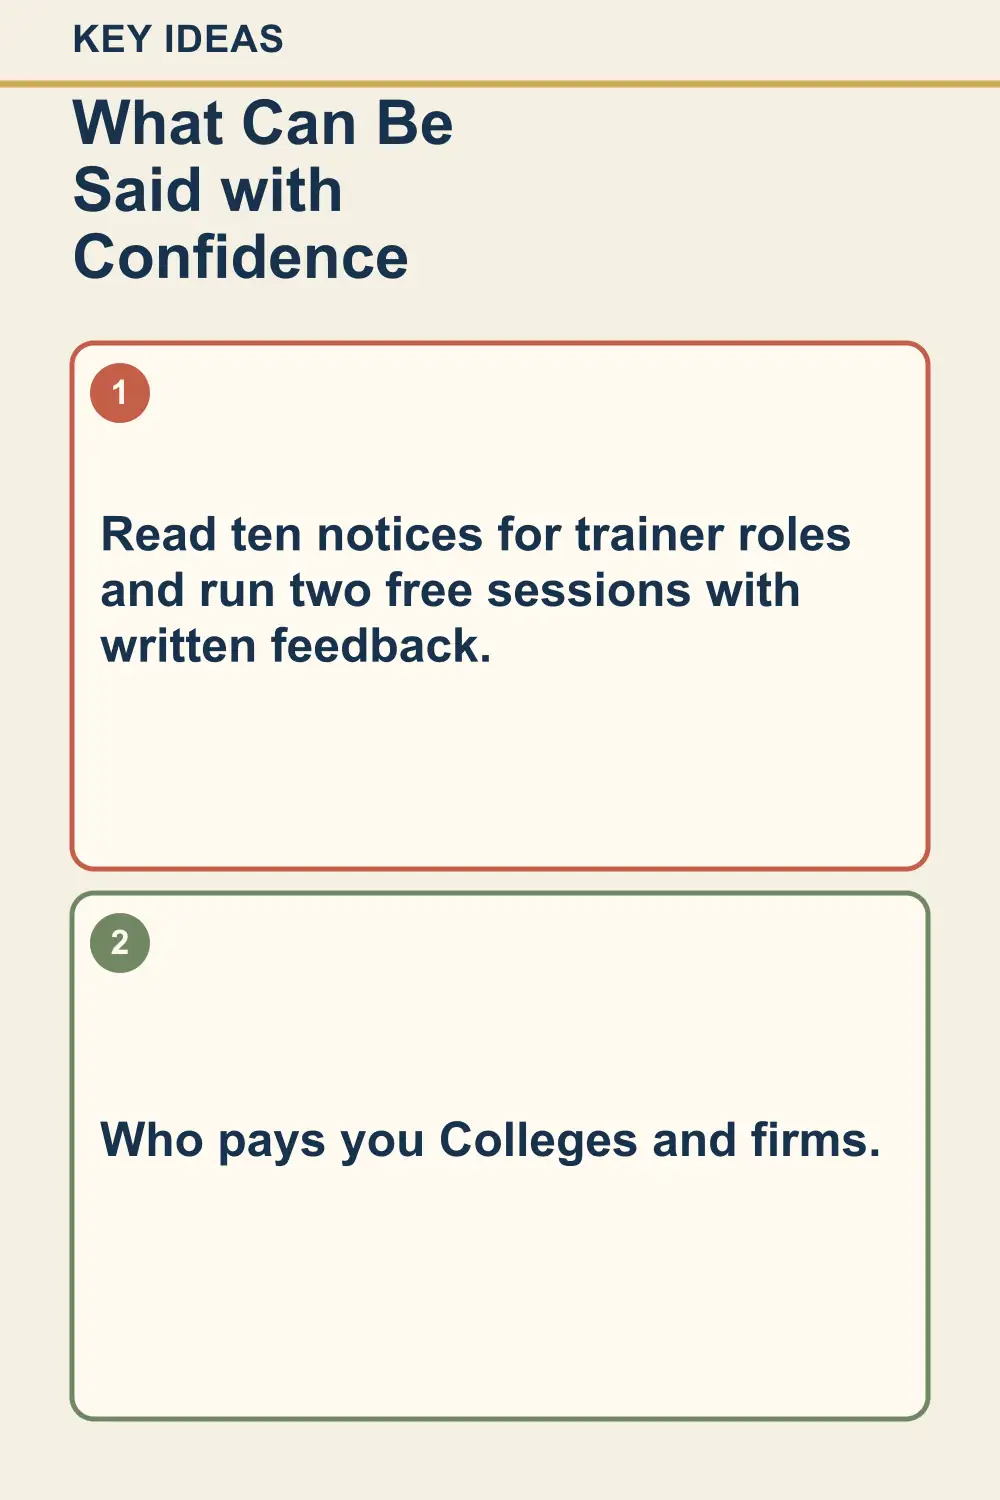 KEY IDEAS
What Can Be
Said with
Confidence
1
Read ten notices for trainer roles
and run two free sessions with
written feedback.
2
Who pays you Colleges and firms.